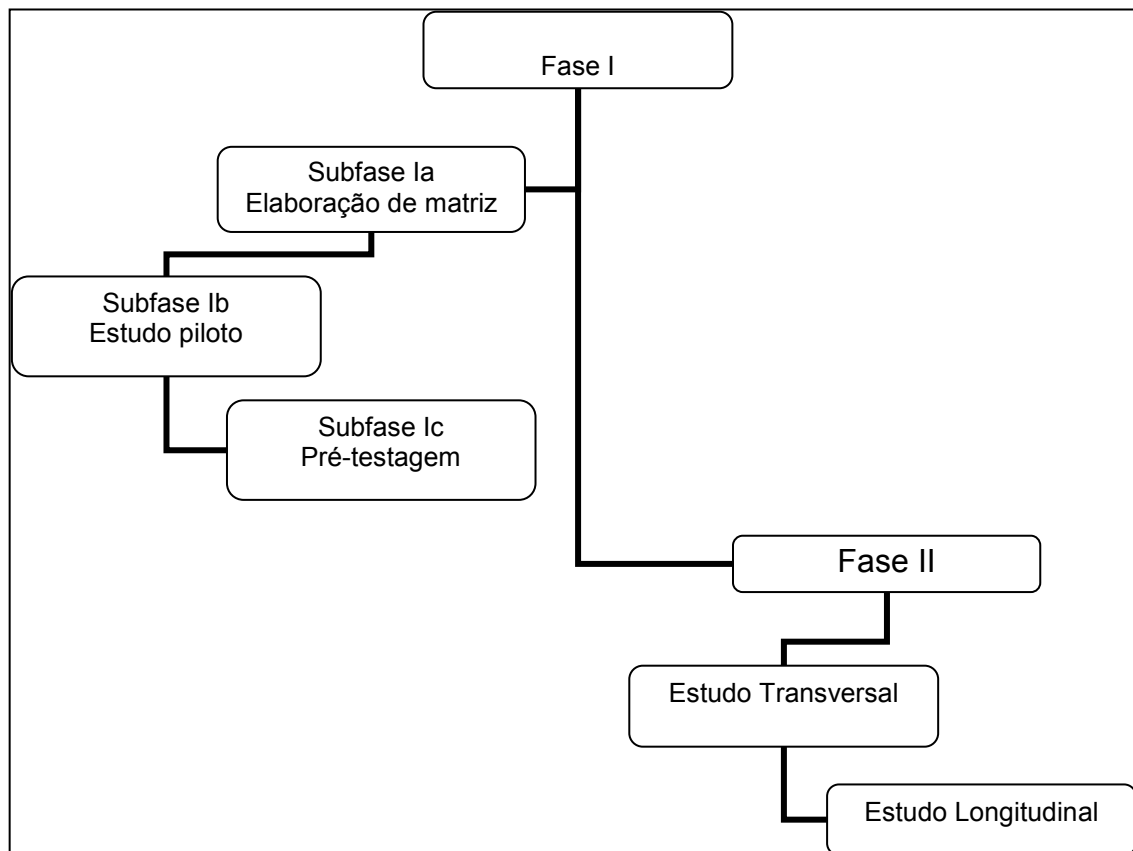 Fase I
Subfase Ia
Elaboração de matriz
Subfase Ib
Estudo piloto
Subfase Ic
Pré-testagem
Fase II
Estudo Transversal
Estudo Longitudinal